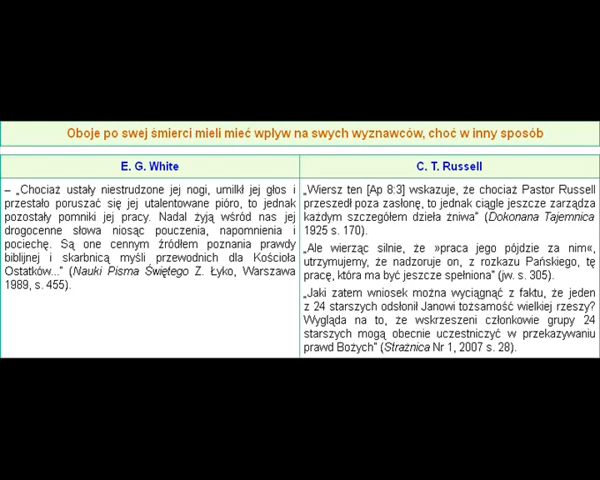 Oboje po swej śmierci mieli mieć wpływ na swych wyznawców, choć w inny sposób
E. G. White
– „Chociaż ustały niestrudzone jej nogi, umilkł jej głos i
przestało poruszać się jej utalentowane pióro, to jednak
pozostały pomniki jej pracy. Nadal żyją wśród nas jej
drogocenne słowa niosąc pouczenia, napomnienia i
pociechę. Są one cennym źródłem poznania prawdy
biblijnej i skarbnicą myśli przewodnich dla Kościoła
Ostatków...” (Nauki Pisma Świętego Z. Łyko, Warszawa
1989, s. 455).
C. T. Russell
„Wiersz ten [Ap 8:3] wskazuje, że chociaż Pastor Russell
przeszedł poza zasłonę, to jednak ciągle jeszcze zarządza
każdym szczegółem dzieła żniwa” (Dokonana Tajemnica
1925 s. 170).
„Ale wierząc silnie, że »praca jego pójdzie za nim«,
utrzymujemy, że nadzoruje on, z rozkazu Pańskiego, tę
pracę, która ma być jeszcze spełniona” (jw. s. 305).
„Jaki zatem wniosek można wyciągnąć z faktu, że jeden
z 24 starszych odsłonił Janowi tożsamość wielkiej rzeszy?
Wygląda na to, że wskrzeszeni członkowie grupy 24
starszych mogą obecnie uczestniczyć w przekazywaniu
prawd Bożych” (Strażnica Nr 1, 2007 s. 28).